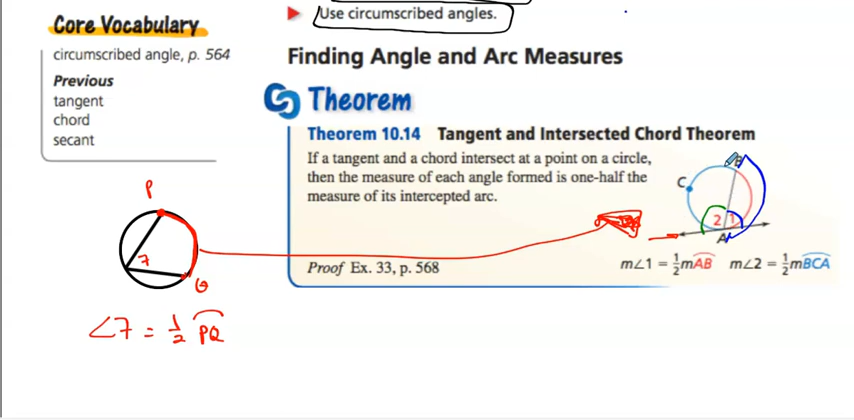 Core Vocabulary
circumscribed angle, p. 564
Previous
tangent
chord
secant
Use circumscribed angles.
Finding Angle and Arc Measures
Theorem
Theorem 10.14 Tangent and Intersected Chord Theorem
If a tangent and a chord intersect at a point on a circle,
then the measure of each angle formed is one-half the
measure of its intercepted arc.
B
C
2 1
A
Proof Ex. 33, p. 568
m∠1 = ½mAB m∠2 = ½mBCA
P
7
Q
∠7 = ½ PQ